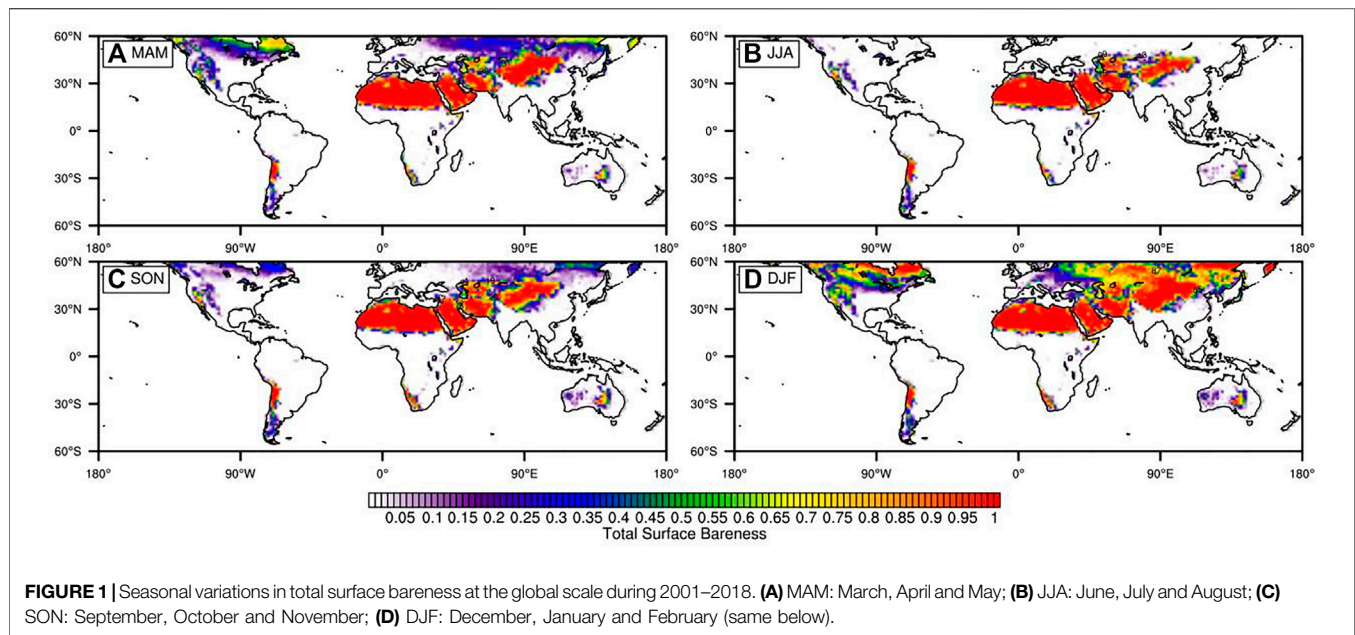 60°N
30°N
0°
30°S
60°S
180°
90°W
0°
90°E
180°
A MAM
60°N
30°N
0°
30°S
60°S
180°
90°W
0°
90°E
180°
B JJA
60°N
30°N
0°
30°S
60°S
180°
90°W
0°
90°E
180°
C SON
60°N
30°N
0°
30°S
60°S
180°
90°W
0°
90°E
180°
D DJF
0.05 0.1 0.15 0.2 0.25 0.3 0.35 0.4 0.45 0.5 0.55 0.6 0.65 0.7 0.75 0.8 0.85 0.9 0.95 1
Total Surface Bareness
FIGURE 1 | Seasonal variations in total surface bareness at the global scale during 2001–2018. (A) MAM: March, April and May; (B) JJA: June, July and August; (C)
SON: September, October and November; (D) DJF: December, January and February (same below).